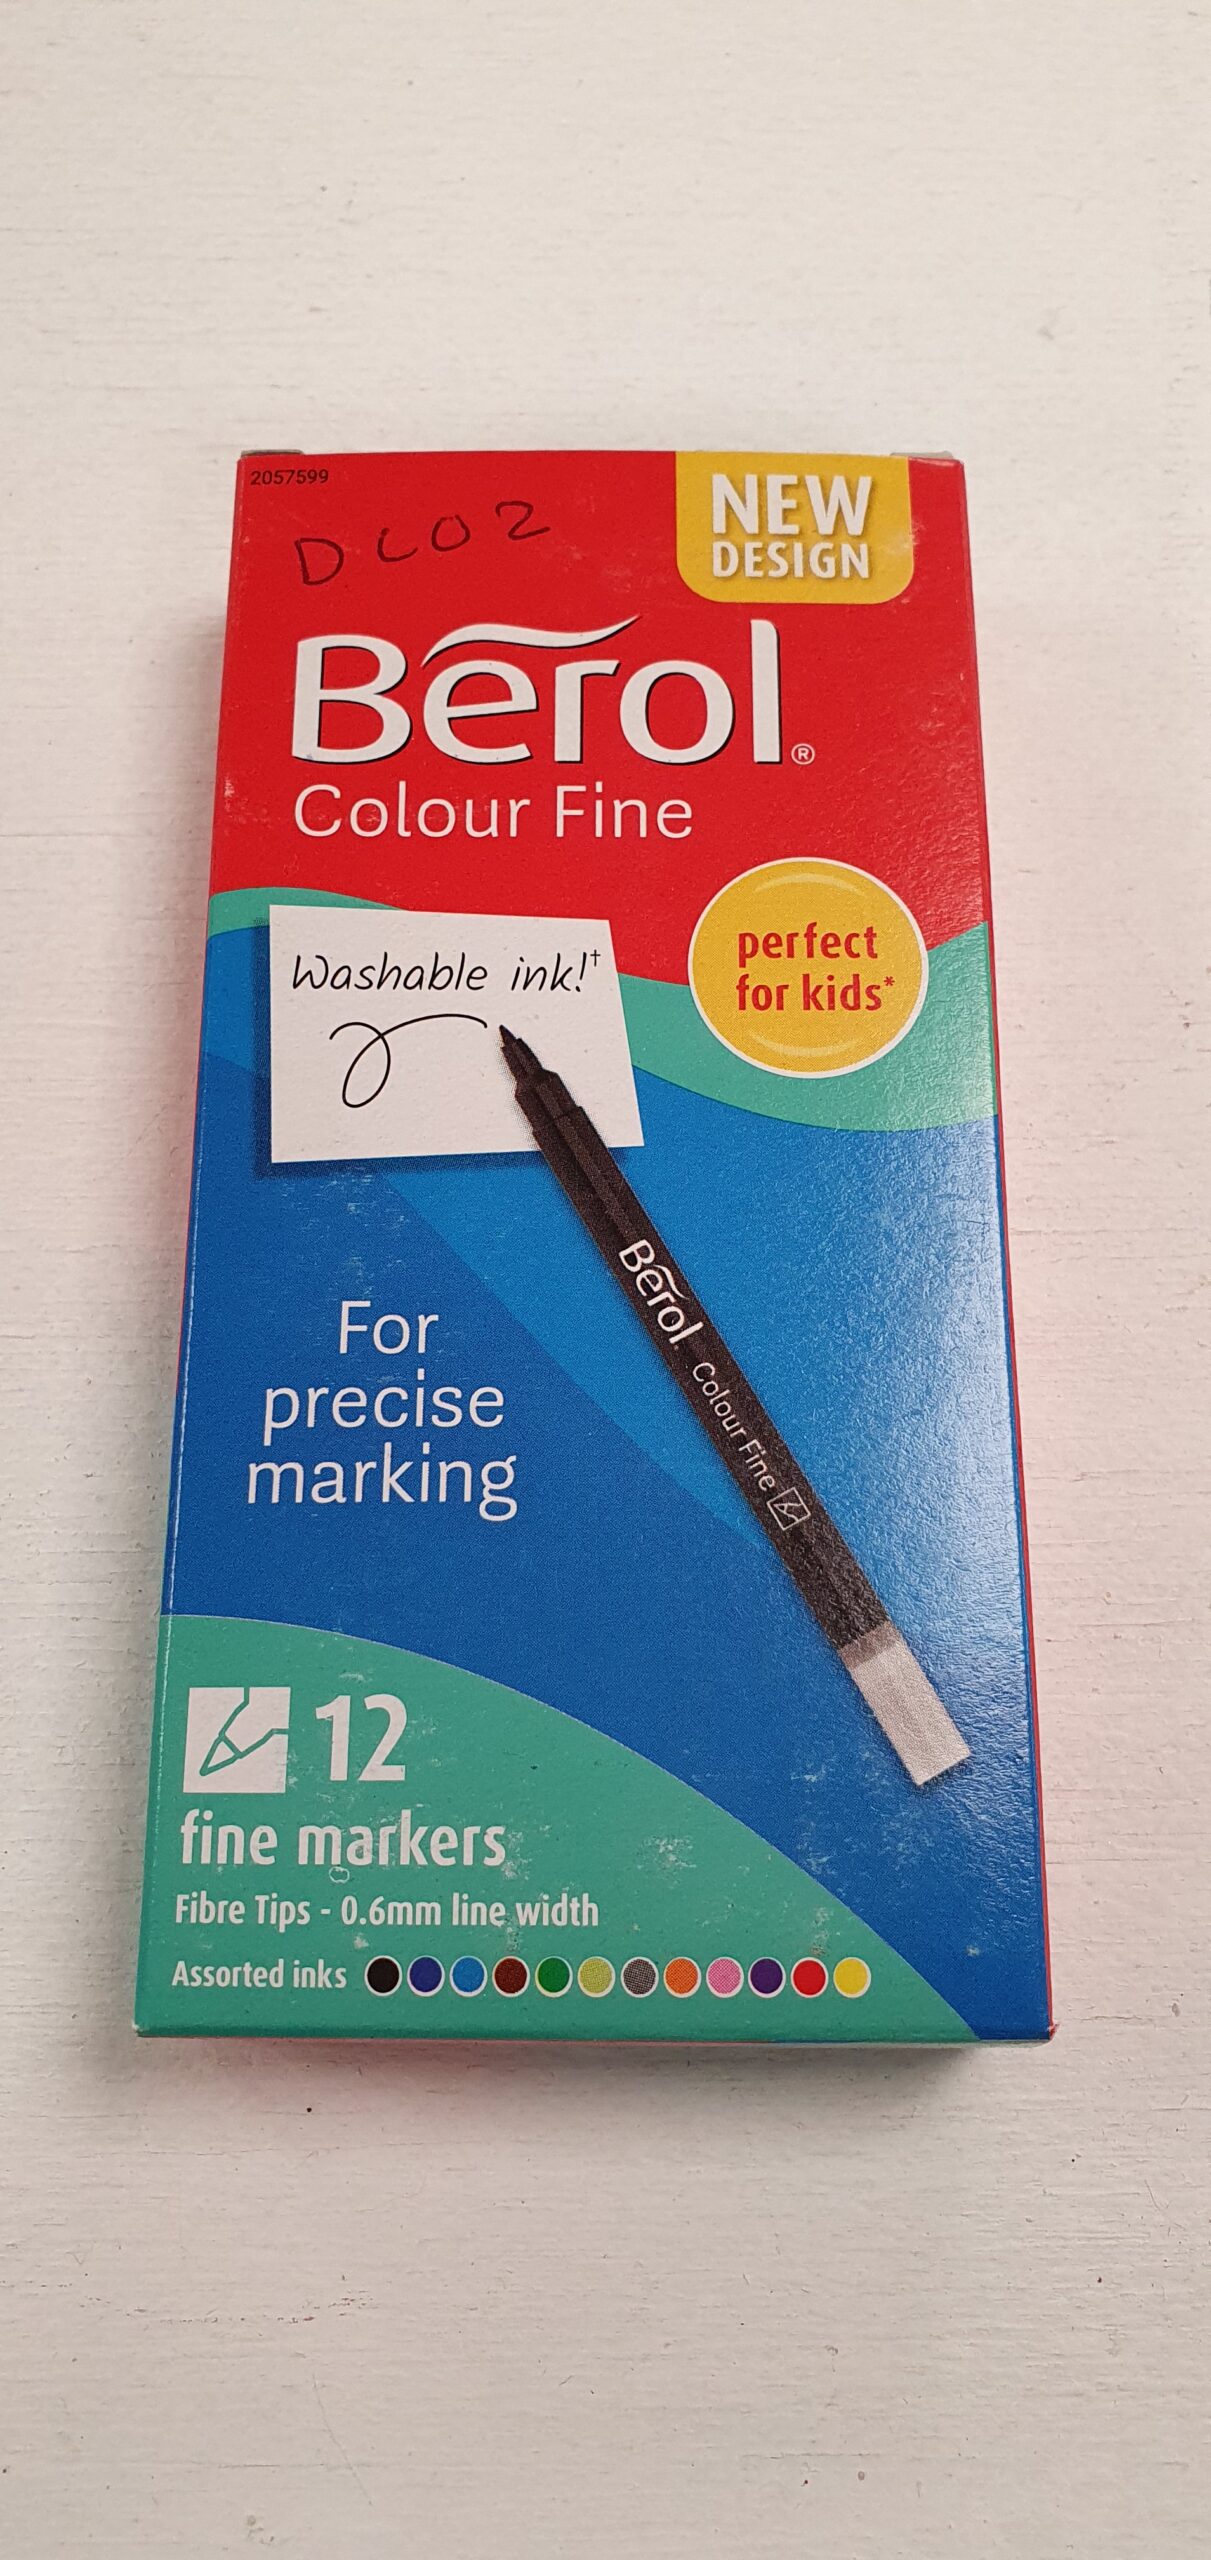 2057599
NEW
DESIGN
DC02
Berol®
Colour Fine
perfect
for kids*
Washable ink!†
Berol Colour Fine
For
precise
marking
12
fine markers
Fibre Tips - 0.6mm line width
Assorted inks